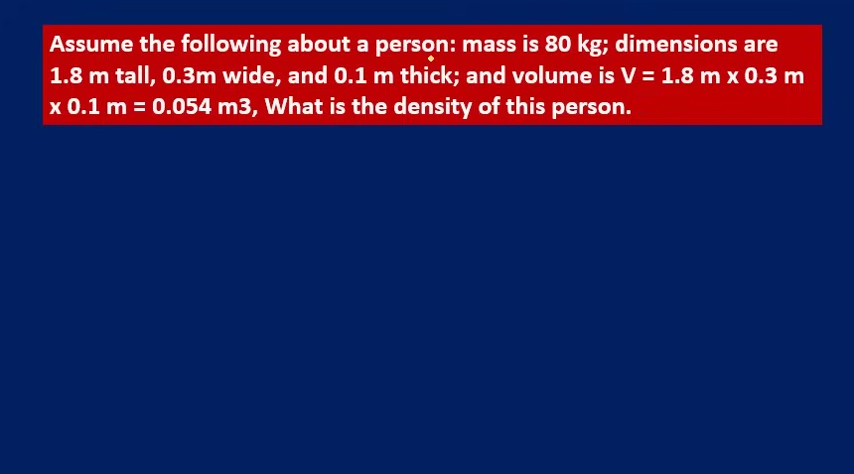 Assume the following about a person: mass is 80 kg; dimensions are
1.8 m tall, 0.3m wide, and 0.1 m thick; and volume is V = 1.8 m x 0.3 m
x 0.1 m = 0.054 m3, What is the density of this person.